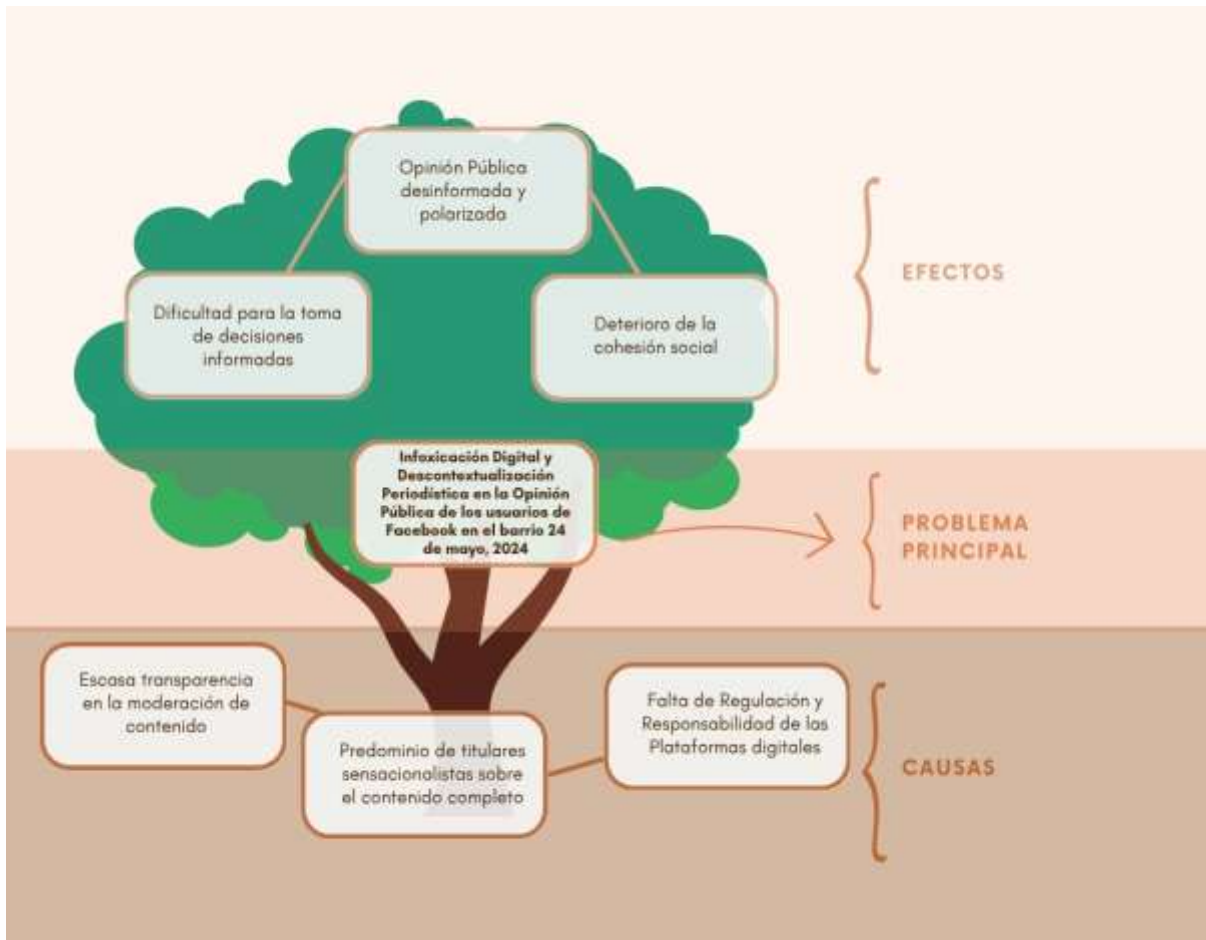 Opinión Pública
desinformada y
polarizada
Dificultad para la toma
de decisiones
informadas
Deterioro de la
cohesión social
EFECTOS
Infoxicación Digital y
Descontextualización
Periodística en la Opinión
Pública de los usuarios de
Facebook en el barrio 24
de mayo, 2024
PROBLEMA
PRINCIPAL
Escasa transparencia
en la moderación de
contenido
Predominio de titulares
sensacionalistas sobre
el contenido completo
Falta de Regulación y
Responsabilidad de las
Plataformas digitales
CAUSAS